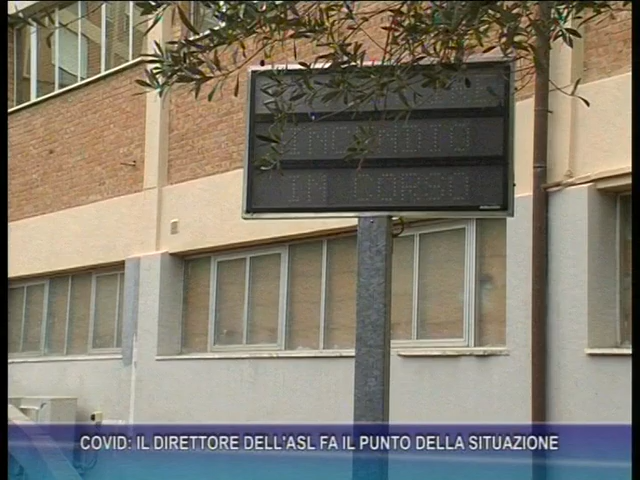 IN CORSO
COVID: IL DIRETTORE DELL'ASL FA IL PUNTO DELLA SITUAZIONE